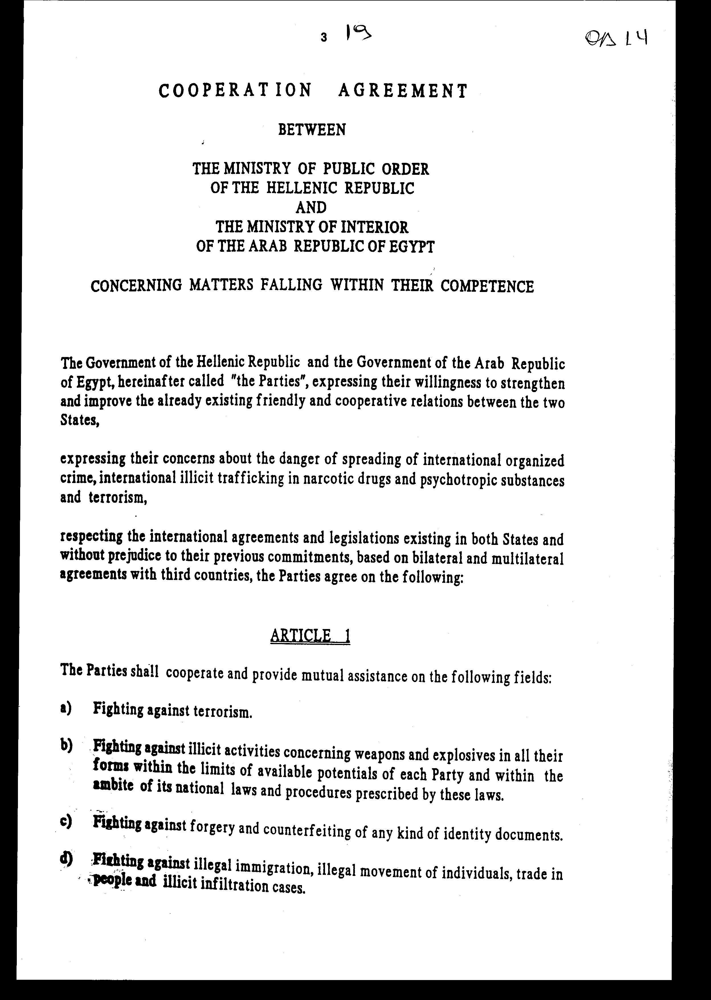 3 19
14
COOPERATION AGREEMENT
BETWEEN
THE MINISTRY OF PUBLIC ORDER
OF THE HELLENIC REPUBLIC
AND
THE MINISTRY OF INTERIOR
OF THE ARAB REPUBLIC OF EGYPT
CONCERNING MATTERS FALLING WITHIN THEIR COMPETENCE
The Government of the Hellenic Republic and the Government of the Arab Republic
of Egypt, hereinafter called "the Parties", expressing their willingness to strengthen
and improve the already existing friendly and cooperative relations between the two
States,
expressing their concerns about the danger of spreading of international organized
crime, international illicit trafficking in narcotic drugs and psychotropic substances
and terrorism,
respecting the international agreements and legislations existing in both States and
without prejudice to their previous commitments, based on bilateral and multilateral
agreements with third countries, the Parties agree on the following:
ARTICLE 1
The Parties shall cooperate and provide mutual assistance on the following fields:
a) Fighting against terrorism.
b) Fighting against illicit activities concerning weapons and explosives in all their
forms within the limits of available potentials of each Party and within the
ambite of its national laws and procedures prescribed by these laws.
c) Fighting against forgery and counterfeiting of any kind of identity documents.
d) Fighting against illegal immigration, illegal movement of individuals, trade in
people and illicit infiltration cases.